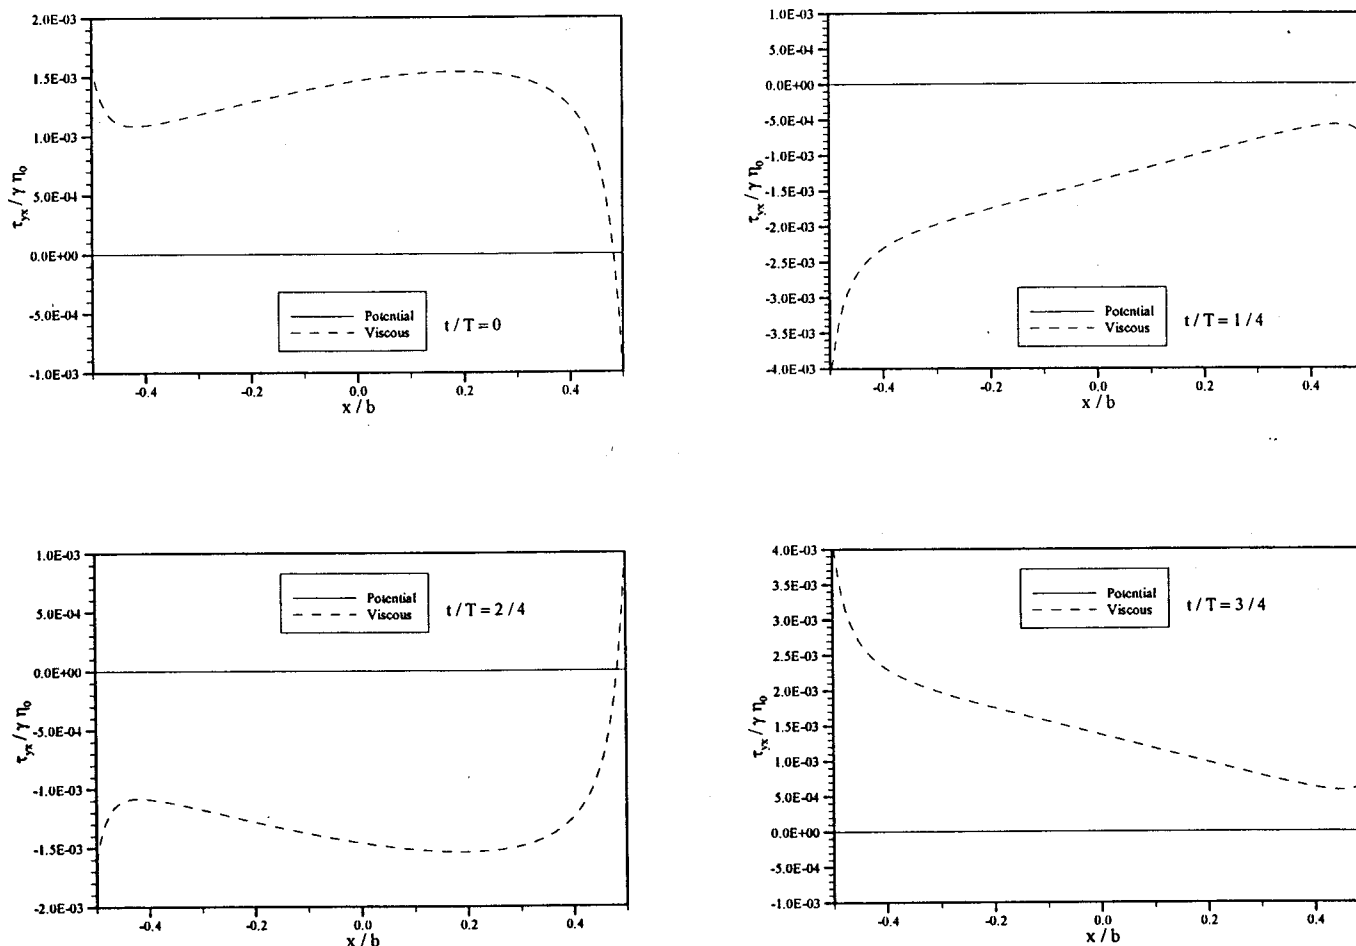 2.0E-03
1.5E-03
1.0E-03
5.0E-04
0.0E+00
-5.0E-04
-1.0E-03
τyx / γ η0
Potential
Viscous
t / T = 0
-0.4
-0.2
0.0
0.2
0.4
x / b
1.0E-03
5.0E-04
0.0E+00
-5.0E-04
-1.0E-03
-1.5E-03
-2.0E-03
-2.5E-03
-3.0E-03
-3.5E-03
-4.0E-03
τyx / γ η0
Potential
Viscous
t / T = 1 / 4
-0.4
-0.2
0.0
0.2
0.4
x / b
1.0E-03
5.0E-04
0.0E+00
-5.0E-04
-1.0E-03
-1.5E-03
-2.0E-03
τyx / γ η0
Potential
Viscous
t / T = 2 / 4
-0.4
-0.2
0.0
0.2
0.4
x / b
4.0E-03
3.5E-03
3.0E-03
2.5E-03
2.0E-03
1.5E-03
1.0E-03
5.0E-04
0.0E+00
-5.0E-04
-1.0E-03
τyx / γ η0
Potential
Viscous
t / T = 3 / 4
-0.4
-0.2
0.0
0.2
0.4
x / b